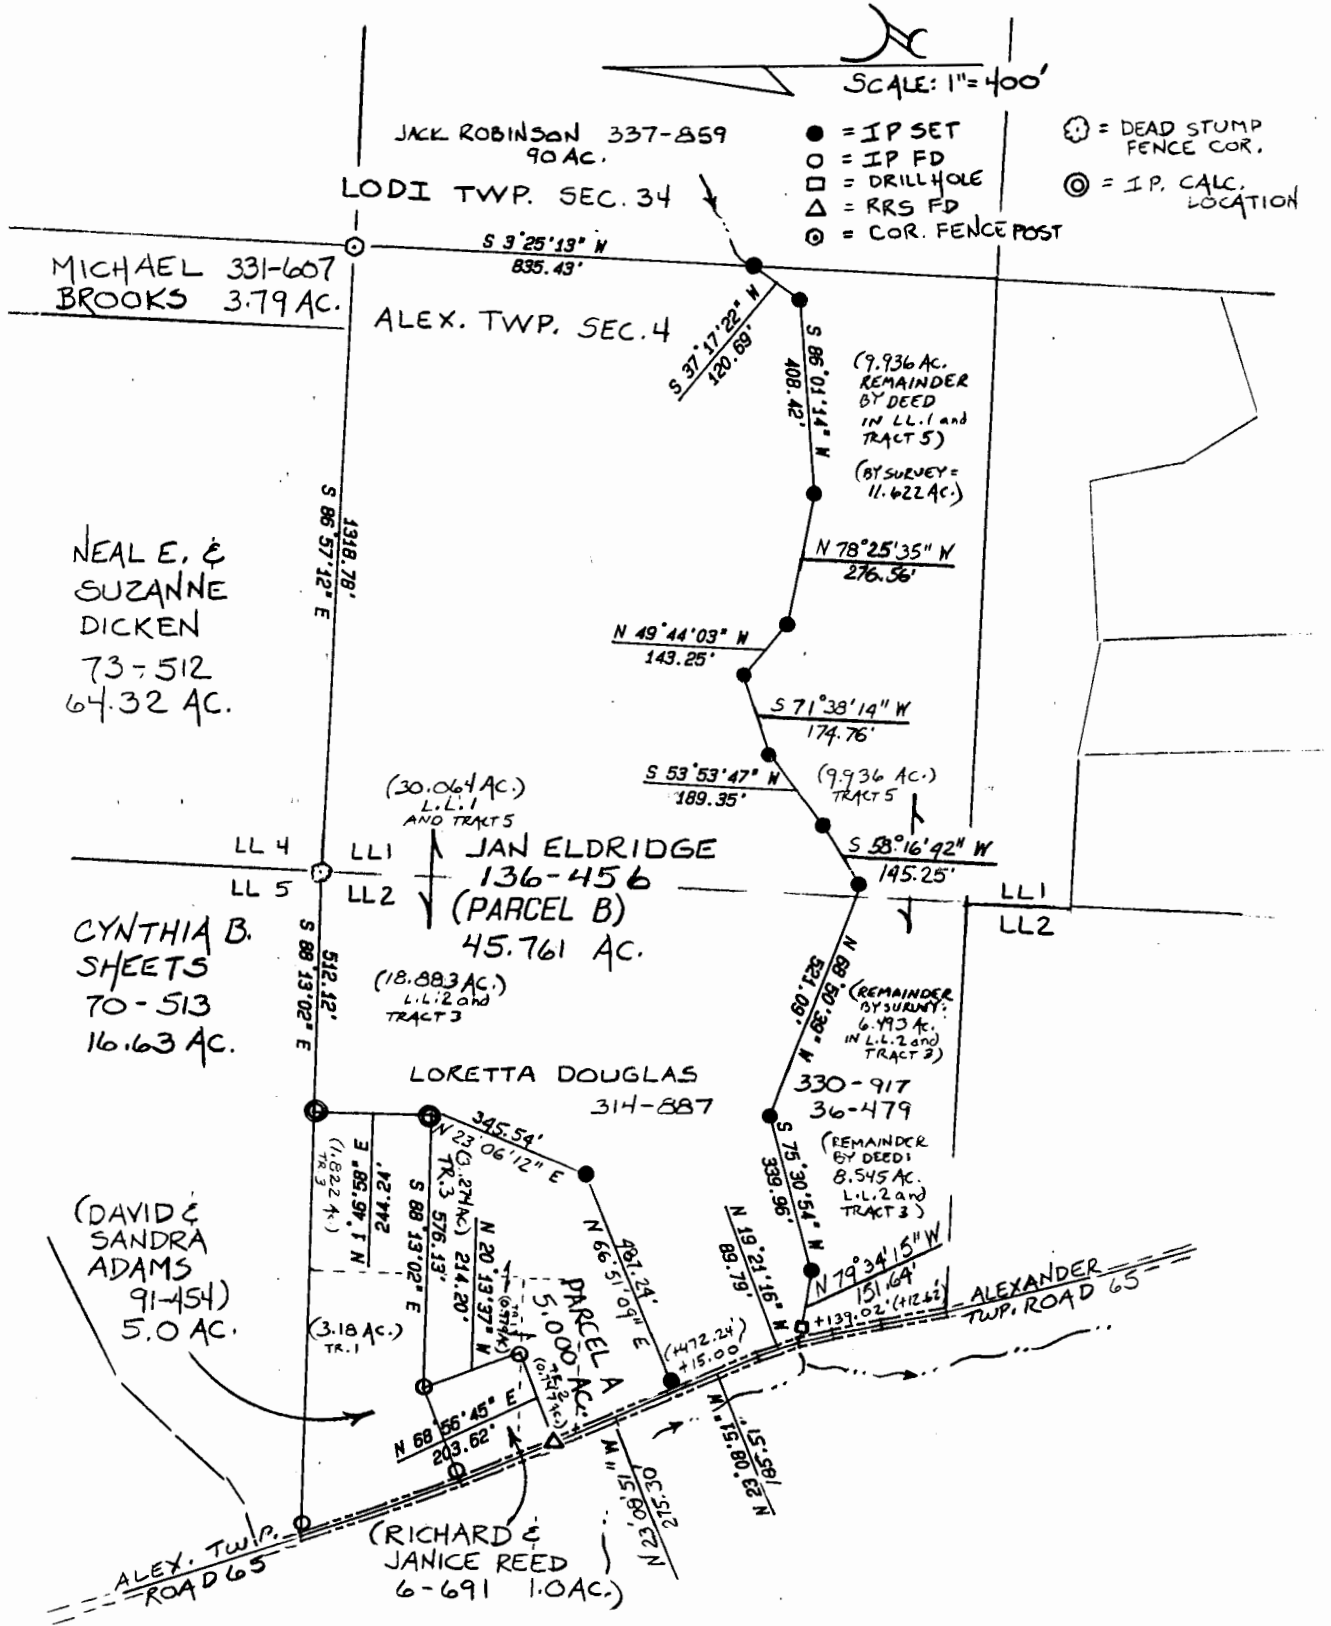 SCALE: 1"=400'
● = IP SET
○ = IP FD
□ = DRILLHOLE
△ = RRS FD
⊙ = COR. FENCE POST
= DEAD STUMP
FENCE COR.
◎ = I.P. CALC.
LOCATION
JACK ROBINSON 337-859
90 AC.
LODI TWP. SEC. 34
S 3°25'13" W
835.43'
MICHAEL 331-607
BROOKS 3.79 AC.
ALEX. TWP. SEC. 4
S 37°17'22" W
120.69'
S 86°01'14" W
408.42'
(9.936 AC.
REMAINDER
BY DEED
IN LL.1 and
TRACT 5)
(BY SURVEY =
11.622 AC.)
1318.78'
S 86°57'12" E
NEAL E. &
SUZANNE
DICKEN
73-512
64.32 AC.
N 78°25'35" W
276.56'
N 49°44'03" W
143.25'
S 71°38'14" W
174.76'
S 53°53'47" W
189.35'
(9.936 AC.)
TRACT 5
(30.064 AC.)
L.L.1
AND TRACT 5
S 58°16'42" W
145.25'
LL 4
LL1
LL 5
LL2
JAN ELDRIDGE
136-456
(PARCEL B)
45.761 AC.
LL1
LL2
CYNTHIA B.
SHEETS
70-513
16.63 AC.
512.12'
S 88°13'02" E
(18.883 AC.)
L.L.2 and
TRACT 3
N 68°50'39" W
521.09'
(REMAINDER
BY SURVEY:
6.493 AC.
IN L.L.2 and
TRACT 3)
LORETTA DOUGLAS
314-887
330-917
36-479
(REMAINDER
BY DEED:
8.545 AC.
L.L.2 and
TRACT 3)
345.54'
N 23°06'12" E
S 75°30'54" W
339.96'
(1.822 AC.)
TR. 3
244.24'
(3.274 AC)
TR. 3
576.13'
S 88°13'02" E
N 20°13'37" W
214.20'
487.24'
N 66°51'09" E
N 19°21'16" W
89.79'
N 79°34'15" W
151.64'
+139.02' (+12.62')
ALEXANDER
TWP. ROAD 65
(DAVID &
SANDRA
ADAMS
91-454)
5.0 AC.
(3.18 AC.)
TR. 1
PARCEL A
5.000 AC.
(+472.24')
+15.00'
N 68°56'45" E
203.62'
N 23°08'51" W
185.51'
N 23°08'51" W
275.30'
(RICHARD &
JANICE REED
6-691 1.0 AC.)
ALEX. TWP.
ROAD 65